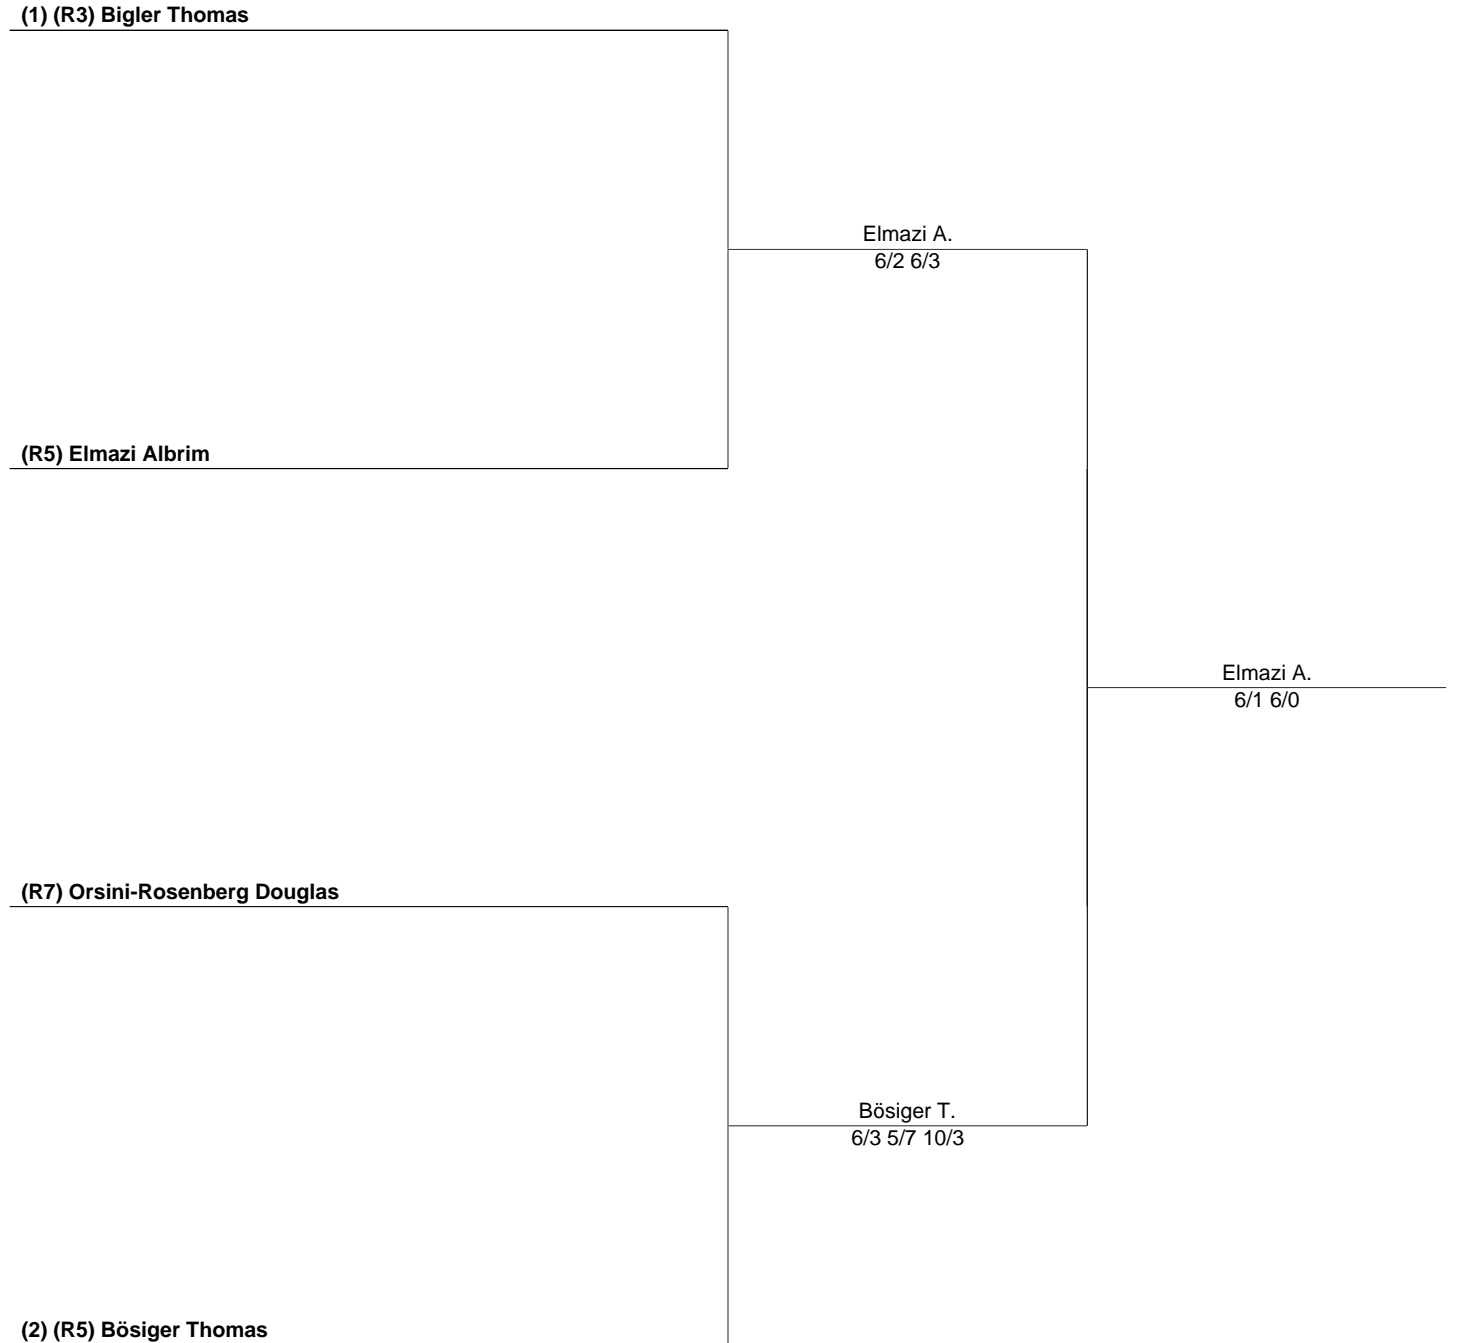 (1) (R3) Bigler Thomas
Elmazi A.
6/2 6/3
(R5) Elmazi Albrim
Elmazi A.
6/1 6/0
(R7) Orsini-Rosenberg Douglas
Bösiger T.
6/3 5/7 10/3
(2) (R5) Bösiger Thomas